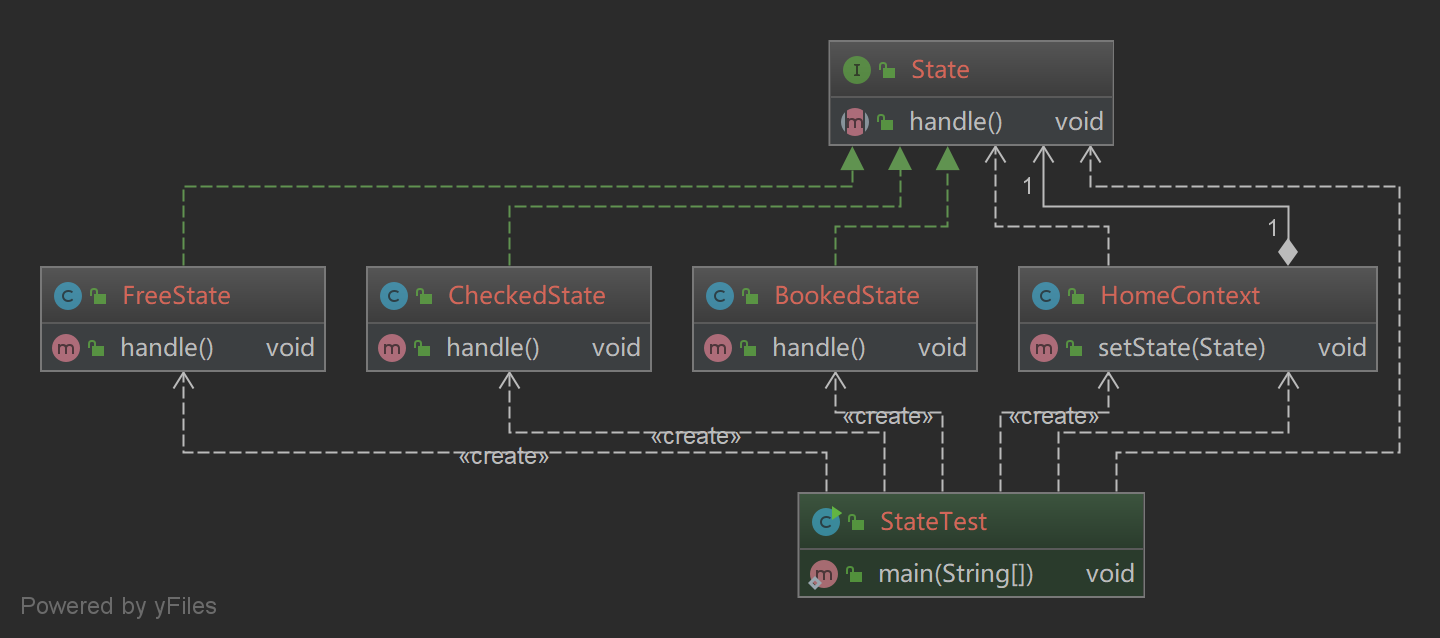 I State
m handle() void
1
1
C FreeState
m handle() void
C CheckedState
m handle() void
C BookedState
m handle() void
C HomeContext
m setState(State) void
«create»
«create»
«create»
«create»
C StateTest
m main(String[]) void
Powered by yFiles